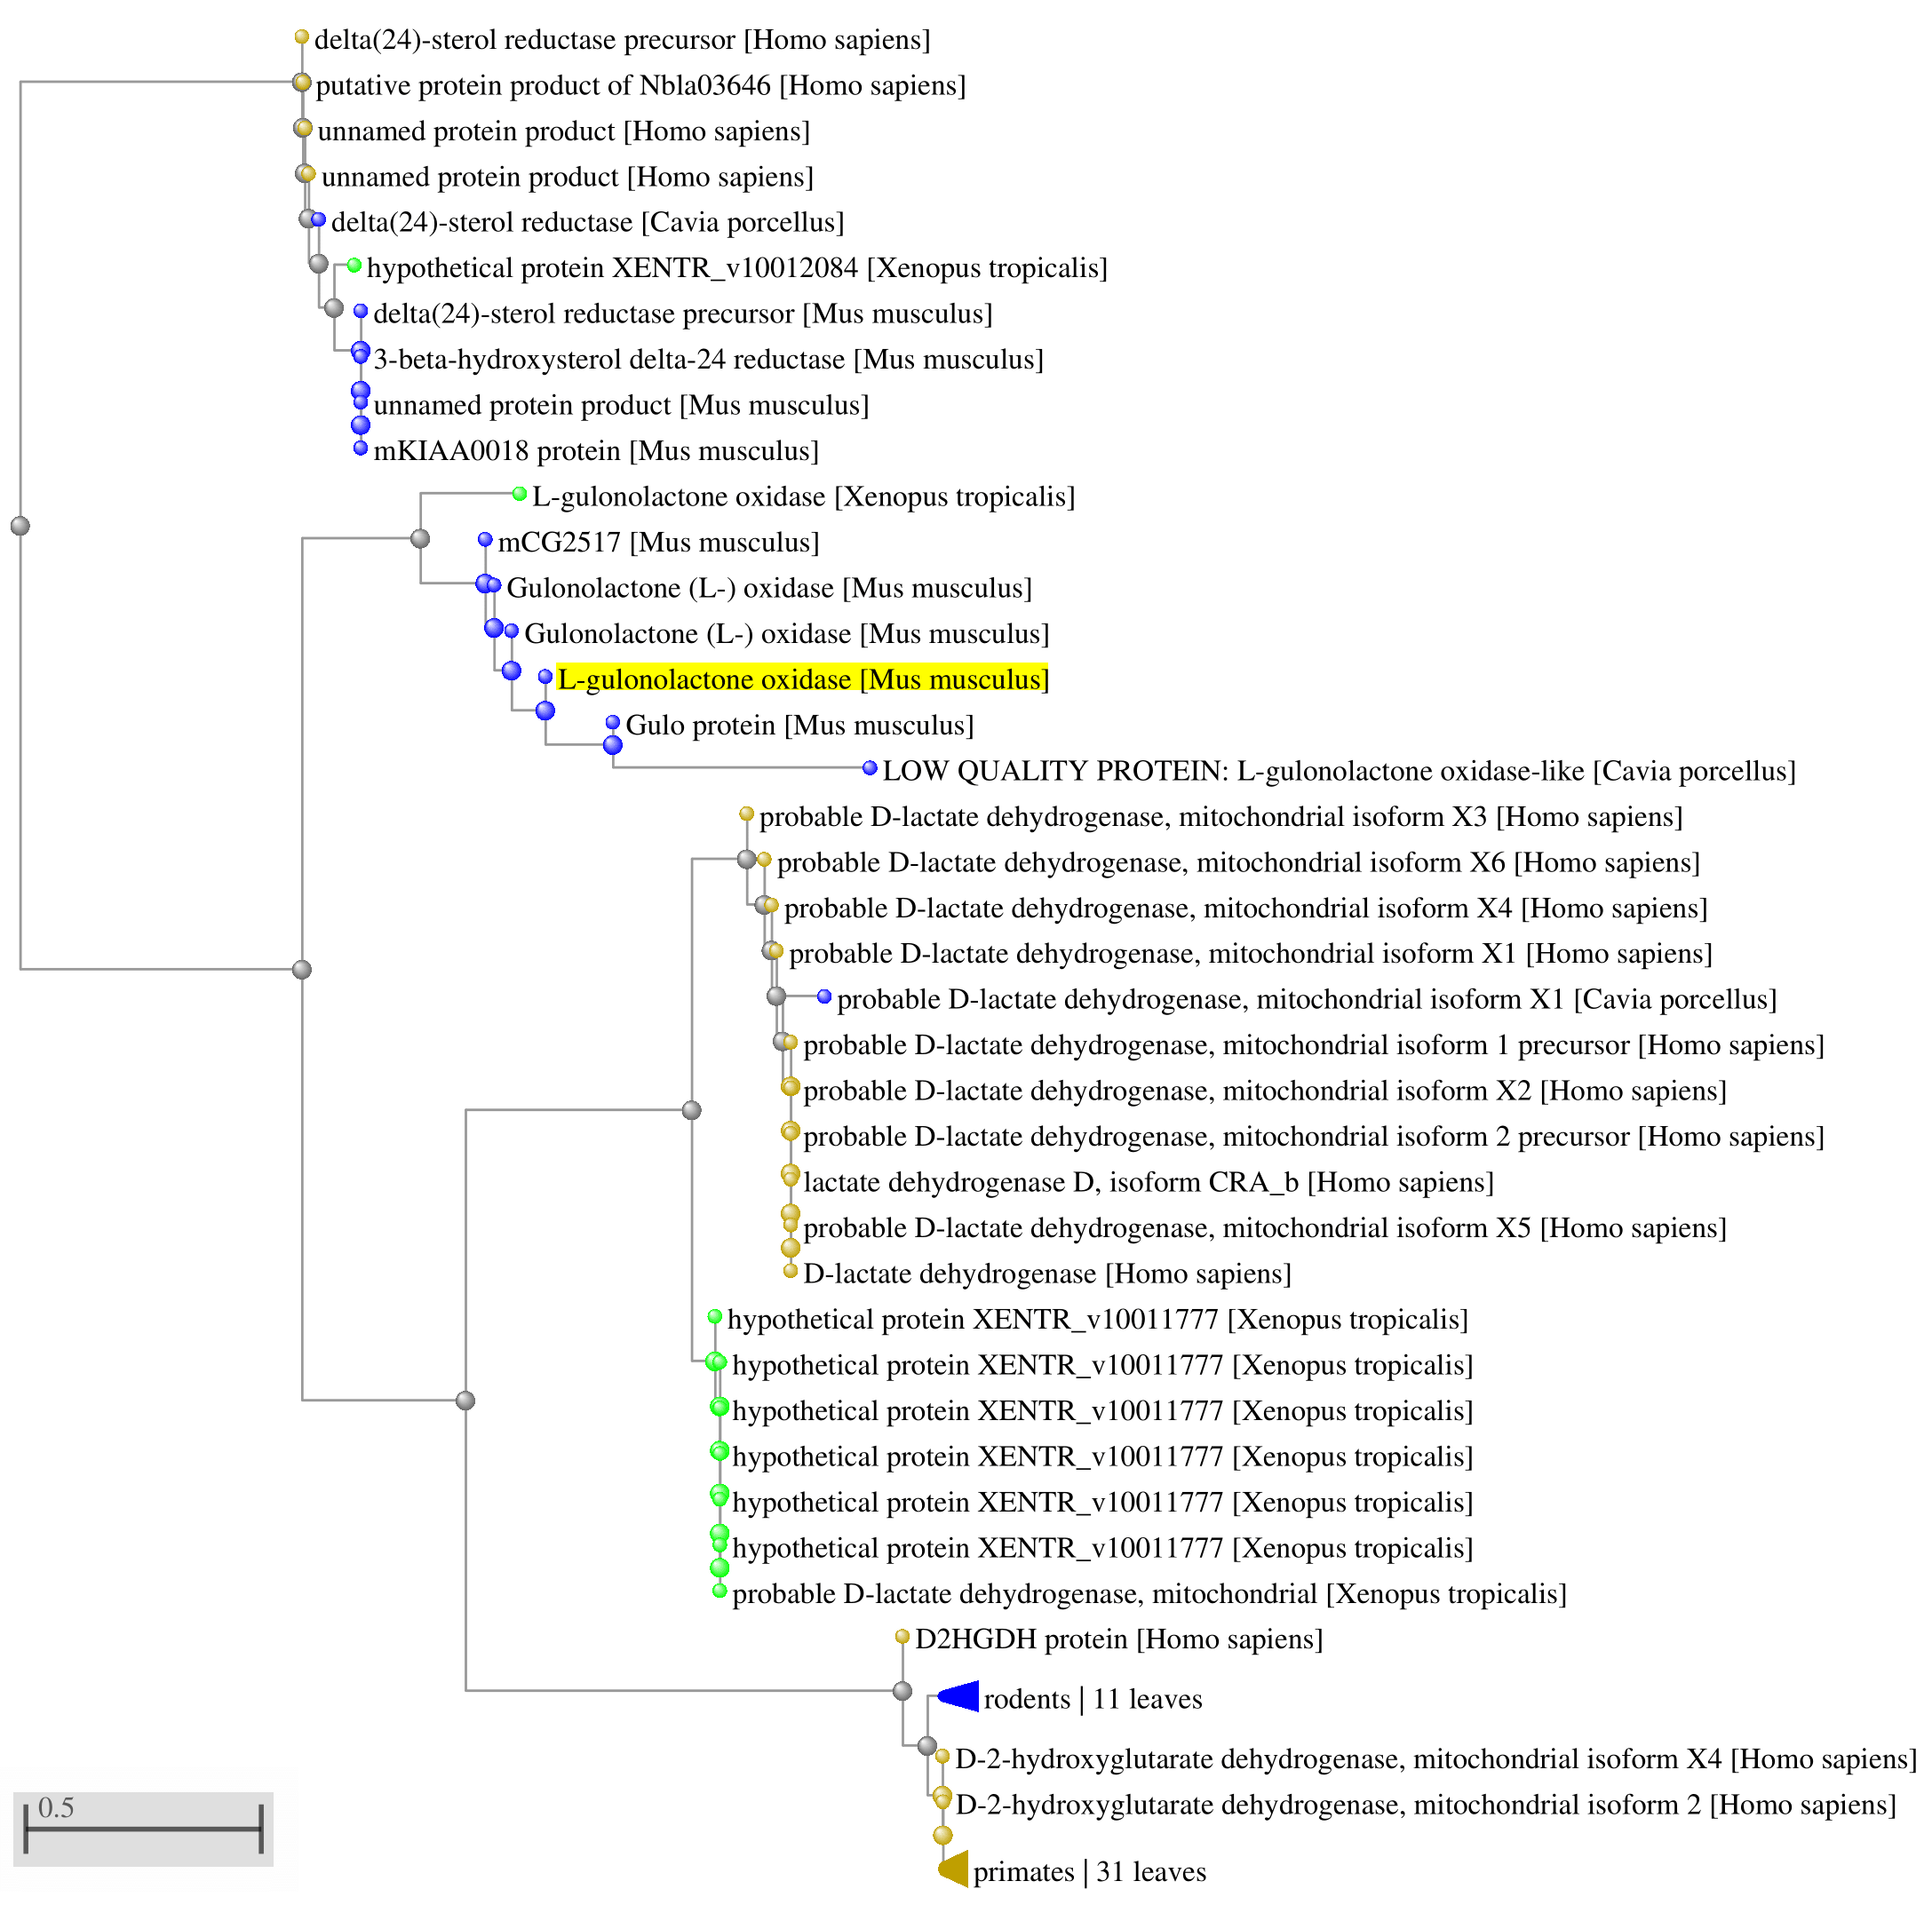 delta(24)-sterol reductase precursor [Homo sapiens]
putative protein product of Nbla03646 [Homo sapiens]
unnamed protein product [Homo sapiens]
unnamed protein product [Homo sapiens]
delta(24)-sterol reductase [Cavia porcellus]
hypothetical protein XENTR_v10012084 [Xenopus tropicalis]
delta(24)-sterol reductase precursor [Mus musculus]
3-beta-hydroxysterol delta-24 reductase [Mus musculus]
unnamed protein product [Mus musculus]
mKIAA0018 protein [Mus musculus]
L-gulonolactone oxidase [Xenopus tropicalis]
mCG2517 [Mus musculus]
Gulonolactone (L-) oxidase [Mus musculus]
Gulonolactone (L-) oxidase [Mus musculus]
L-gulonolactone oxidase [Mus musculus]
Gulo protein [Mus musculus]
LOW QUALITY PROTEIN: L-gulonolactone oxidase-like [Cavia porcellus]
probable D-lactate dehydrogenase, mitochondrial isoform X3 [Homo sapiens]
probable D-lactate dehydrogenase, mitochondrial isoform X6 [Homo sapiens]
probable D-lactate dehydrogenase, mitochondrial isoform X4 [Homo sapiens]
probable D-lactate dehydrogenase, mitochondrial isoform X1 [Homo sapiens]
probable D-lactate dehydrogenase, mitochondrial isoform X1 [Cavia porcellus]
probable D-lactate dehydrogenase, mitochondrial isoform 1 precursor [Homo sapiens]
probable D-lactate dehydrogenase, mitochondrial isoform X2 [Homo sapiens]
probable D-lactate dehydrogenase, mitochondrial isoform 2 precursor [Homo sapiens]
lactate dehydrogenase D, isoform CRA_b [Homo sapiens]
probable D-lactate dehydrogenase, mitochondrial isoform X5 [Homo sapiens]
D-lactate dehydrogenase [Homo sapiens]
hypothetical protein XENTR_v10011777 [Xenopus tropicalis]
hypothetical protein XENTR_v10011777 [Xenopus tropicalis]
hypothetical protein XENTR_v10011777 [Xenopus tropicalis]
hypothetical protein XENTR_v10011777 [Xenopus tropicalis]
hypothetical protein XENTR_v10011777 [Xenopus tropicalis]
hypothetical protein XENTR_v10011777 [Xenopus tropicalis]
probable D-lactate dehydrogenase, mitochondrial [Xenopus tropicalis]
D2HGDH protein [Homo sapiens]
rodents | 11 leaves
D-2-hydroxyglutarate dehydrogenase, mitochondrial isoform X4 [Homo sapiens]
D-2-hydroxyglutarate dehydrogenase, mitochondrial isoform 2 [Homo sapiens]
0.5
primates | 31 leaves